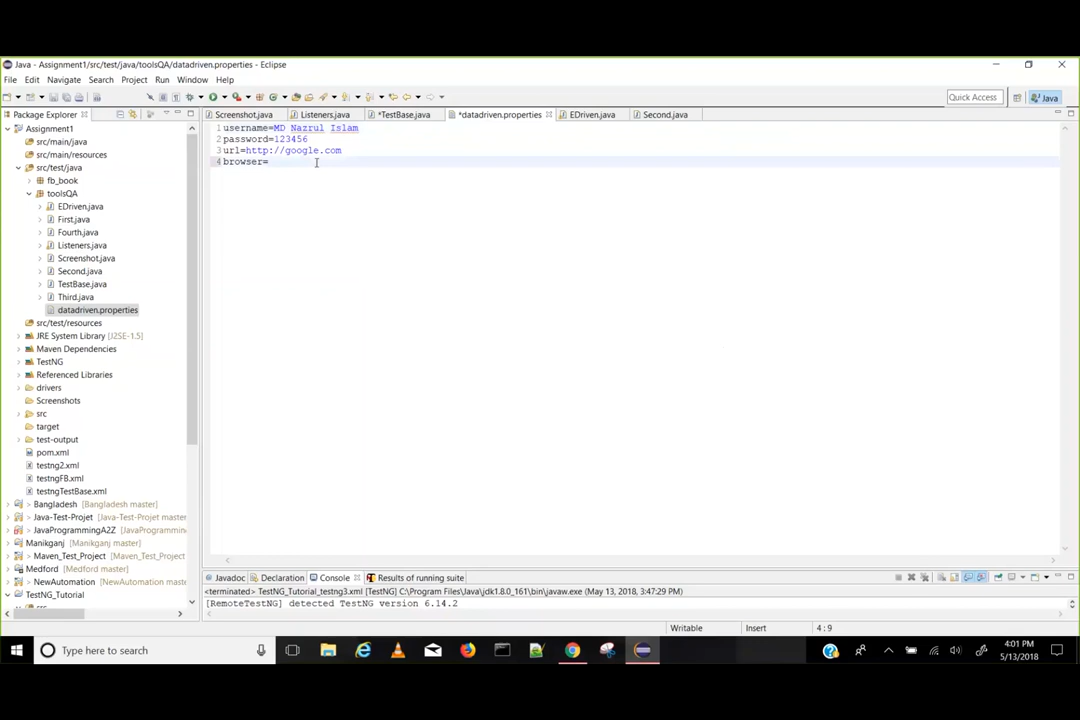 Java - Assignment1/src/test/java/toolsQA/datadriven.properties - Eclipse
File Edit Navigate Search Project Run Window Help
Quick Access Java
Package Explorer
Screenshot.java Listeners.java *TestBase.java *datadriven.properties EDriven.java Second.java
1 username=MD Nazrul Islam
2 password=123456
3 url=http://google.com
4 browser=
Assignment1
src/main/java
src/main/resources
src/test/java
fb_book
toolsQA
EDriven.java
First.java
Fourth.java
Listeners.java
Screenshot.java
Second.java
TestBase.java
Third.java
datadriven.properties
src/test/resources
JRE System Library [J2SE-1.5]
Maven Dependencies
TestNG
Referenced Libraries
drivers
Screenshots
src
target
test-output
pom.xml
testng2.xml
testngFB.xml
testngTestBase.xml
> Bangladesh [Bangladesh master]
> Java-Test-Projet [Java-Test-Projet master
> JavaProgrammingA2Z [JavaProgramming
Manikganj [Manikganj master]
> Maven_Test_Project [Maven_Test_Project
> Medford [Medford master]
> NewAutomation [NewAutomation maste
TestNG_Tutorial
src
Javadoc Declaration Console Results of running suite
<terminated> TestNG_Tutorial_testng3.xml [TestNG] C:\Program Files\Java\jdk1.8.0_161\bin\javaw.exe (May 13, 2018, 3:47:29 PM)
[RemoteTestNG] detected TestNG version 6.14.2
Writable Insert 4 : 9
Type here to search
4:01 PM
5/13/2018